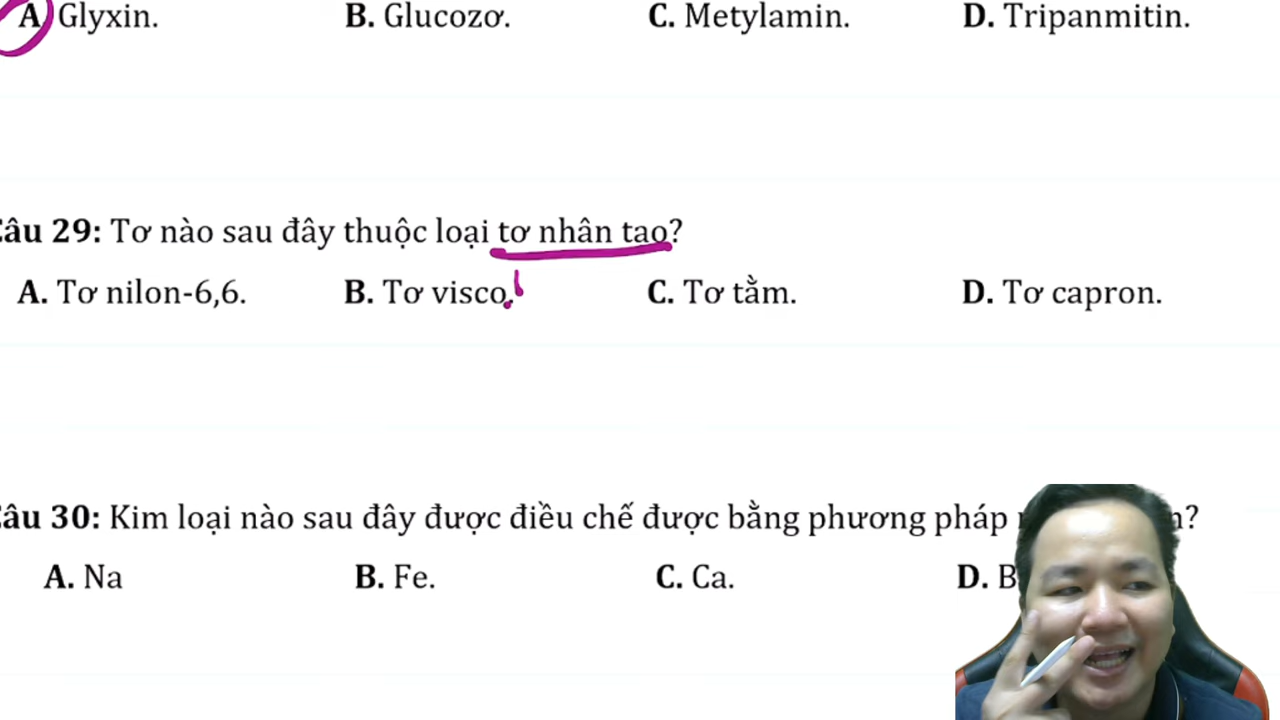 A. Glyxin. B. Glucozơ. C. Metylamin. D. Tripanmitin.
Câu 29: Tơ nào sau đây thuộc loại tơ nhân tạo?
A. Tơ nilon-6,6. B. Tơ visco. C. Tơ tằm. D. Tơ capron.
Câu 30: Kim loại nào sau đây được điều chế được bằng phương pháp
A. Na B. Fe. C. Ca. D.